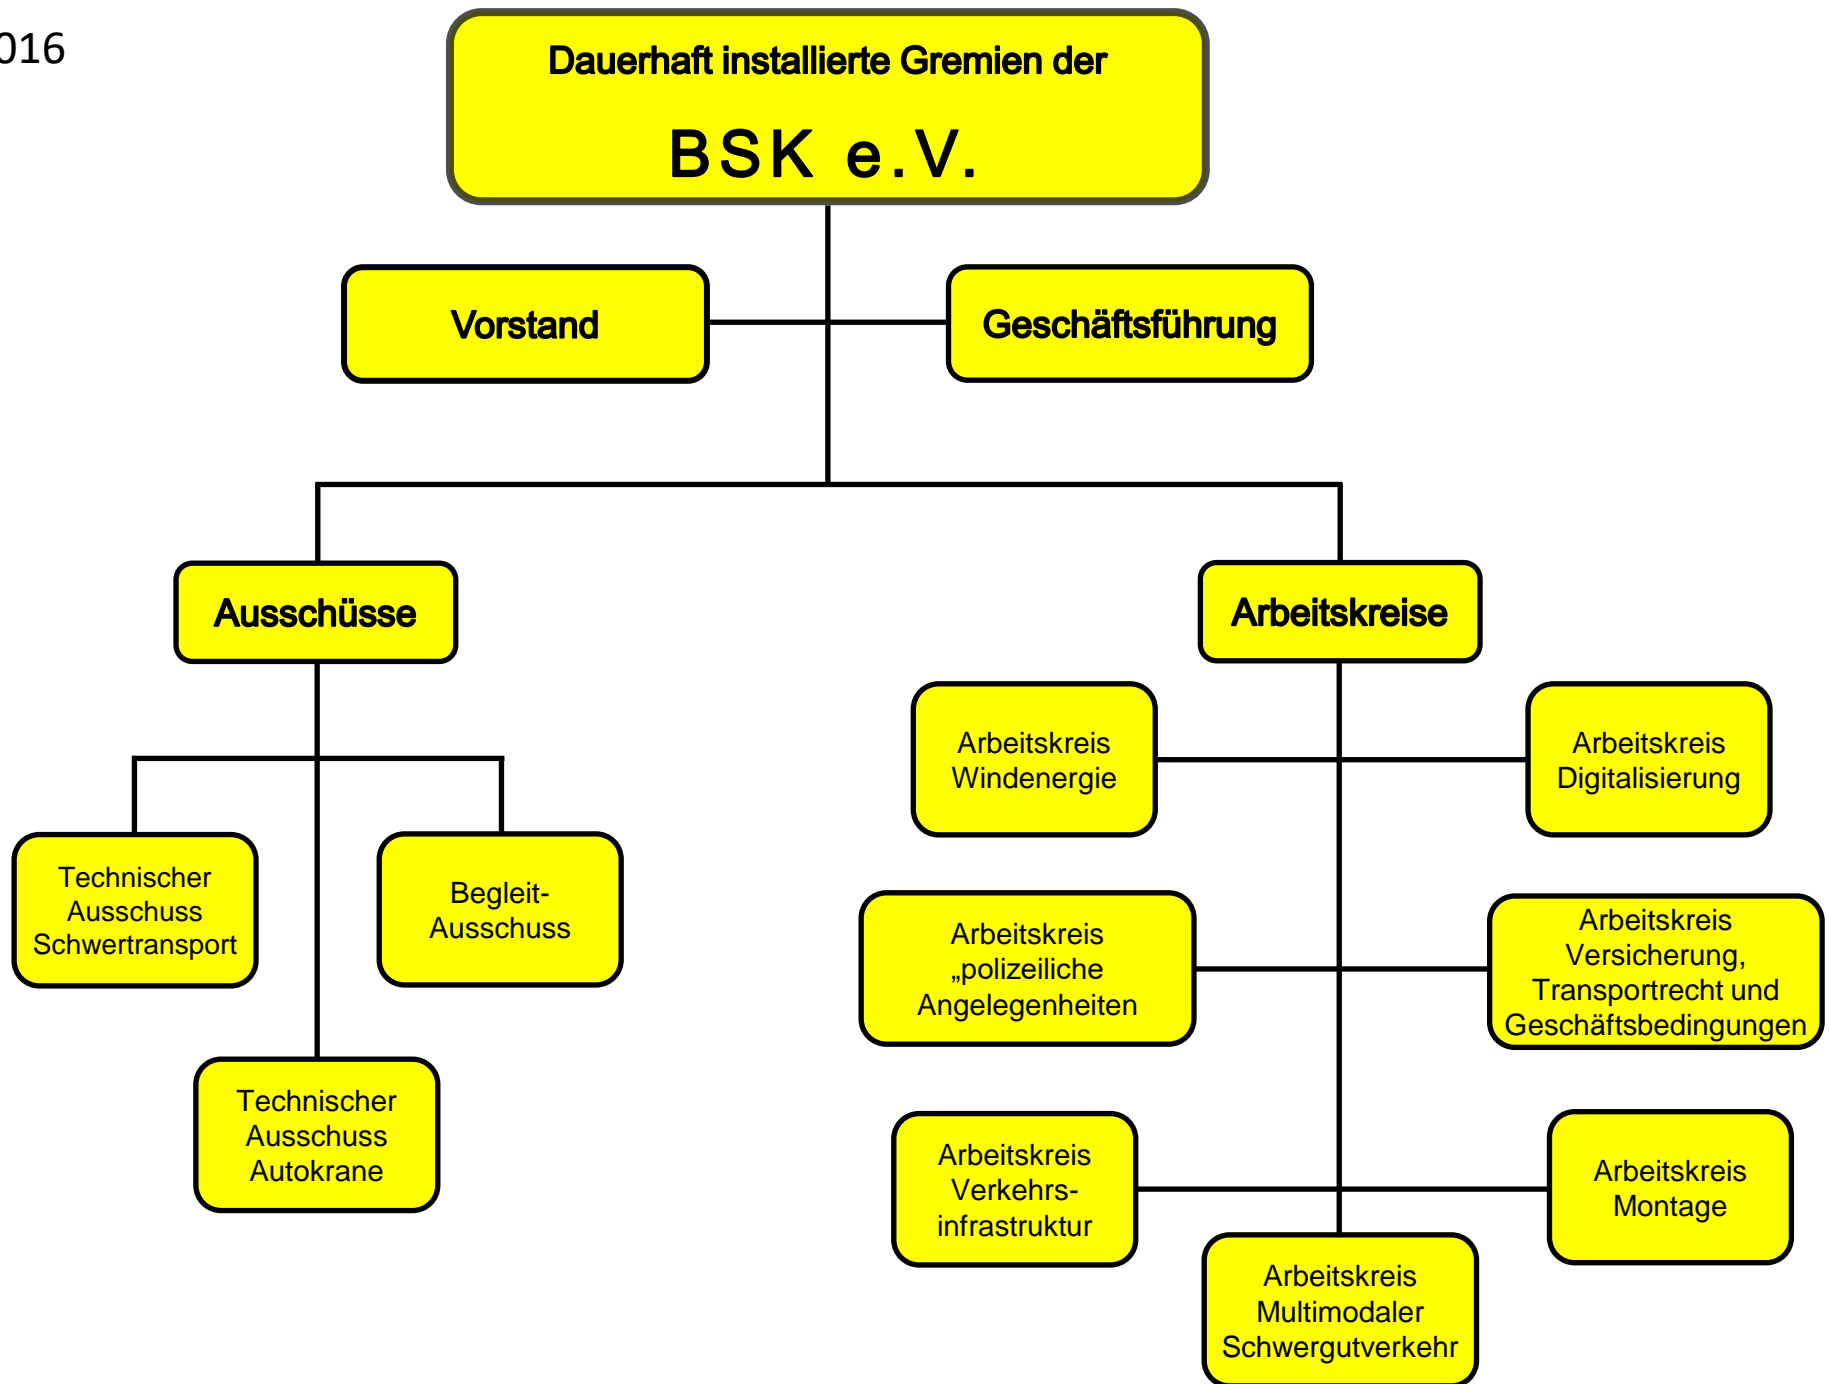 016
Dauerhaft installierte Gremien der
BSK e.V.
Vorstand
Geschäftsführung
Ausschüsse
Arbeitskreise
Technischer
Ausschuss
Schwertransport
Begleit-
Ausschuss
Technischer
Ausschuss
Autokrane
Arbeitskreis
Windenergie
Arbeitskreis
Digitalisierung
Arbeitskreis
„polizeiliche
Angelegenheiten
Arbeitskreis
Versicherung,
Transportrecht und
Geschäftsbedingungen
Arbeitskreis
Verkehrs-
infrastruktur
Arbeitskreis
Montage
Arbeitskreis
Multimodaler
Schwergutverkehr